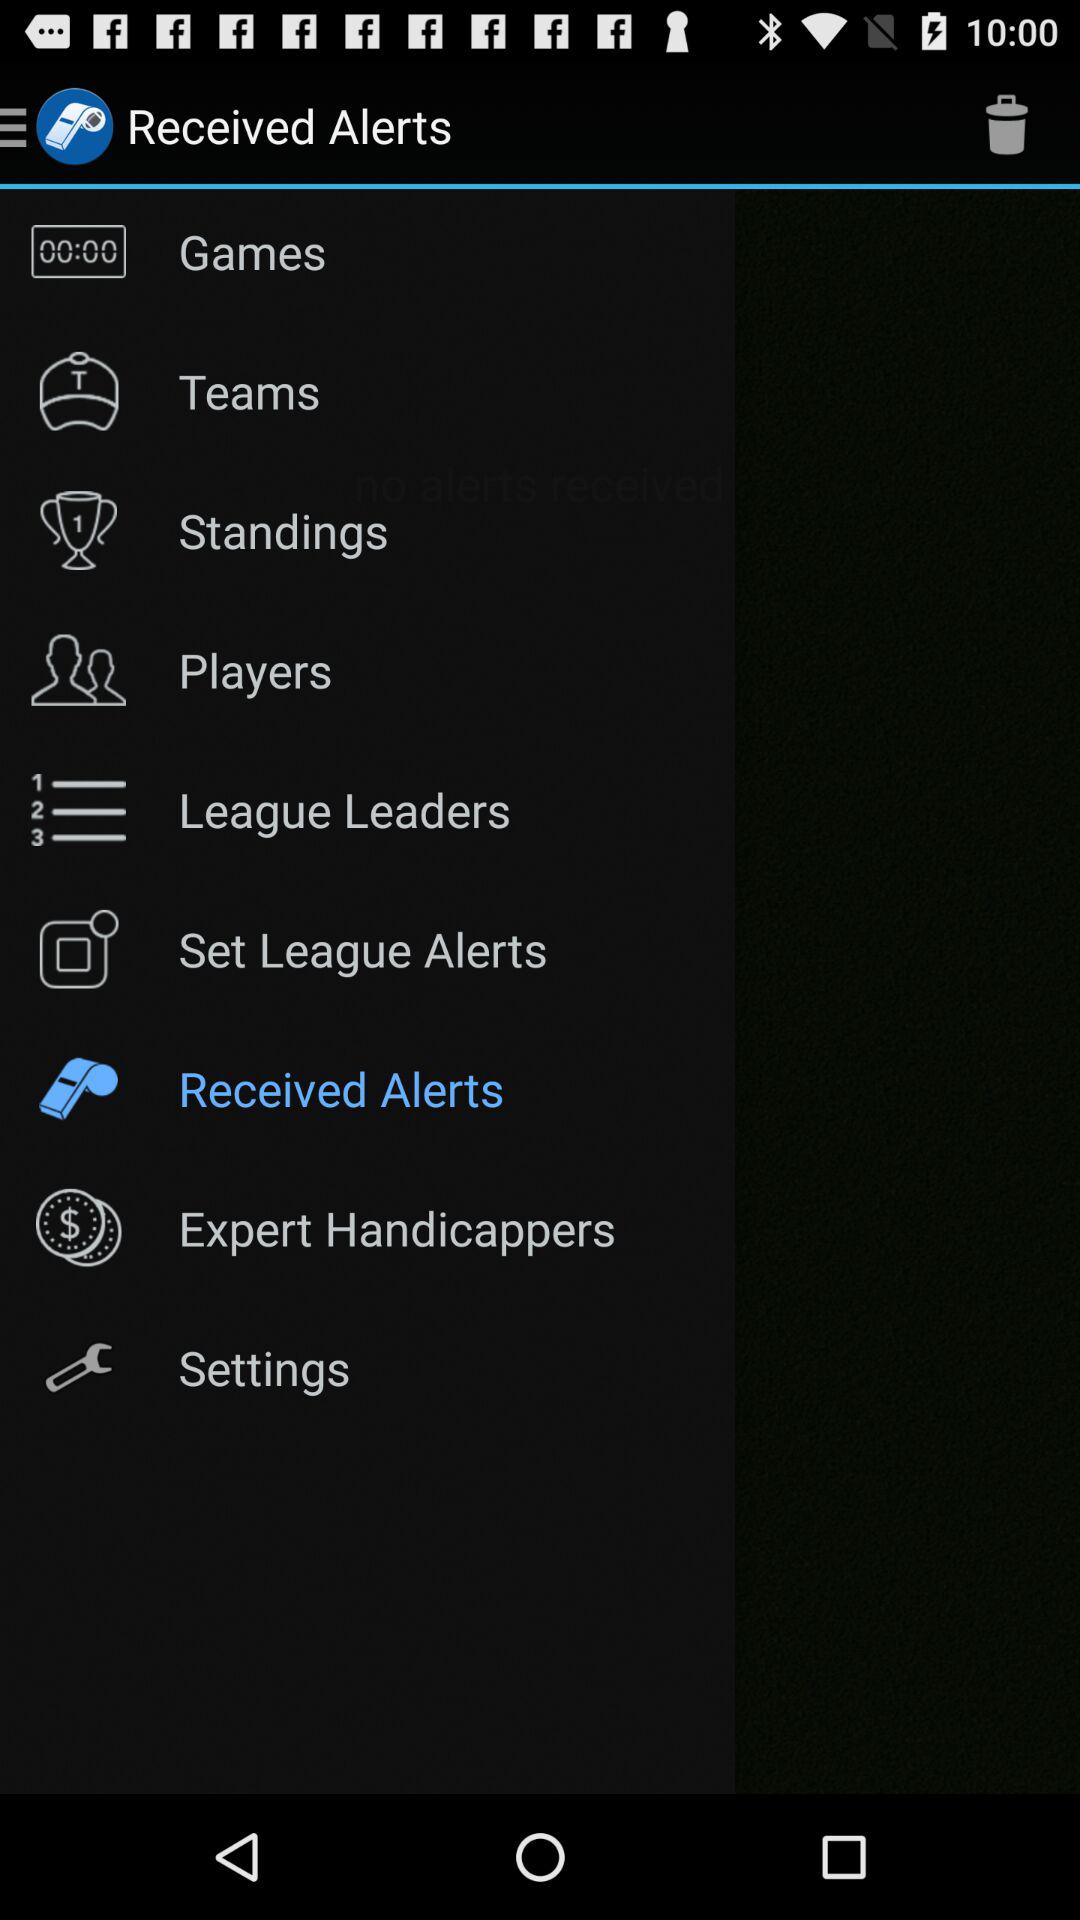 10:00
Received Alerts
00:00 Games
T Teams
no alerts received
1 Standings
Players
1 2 3 League Leaders
Set League Alerts
Received Alerts
$ Expert Handicappers
Settings